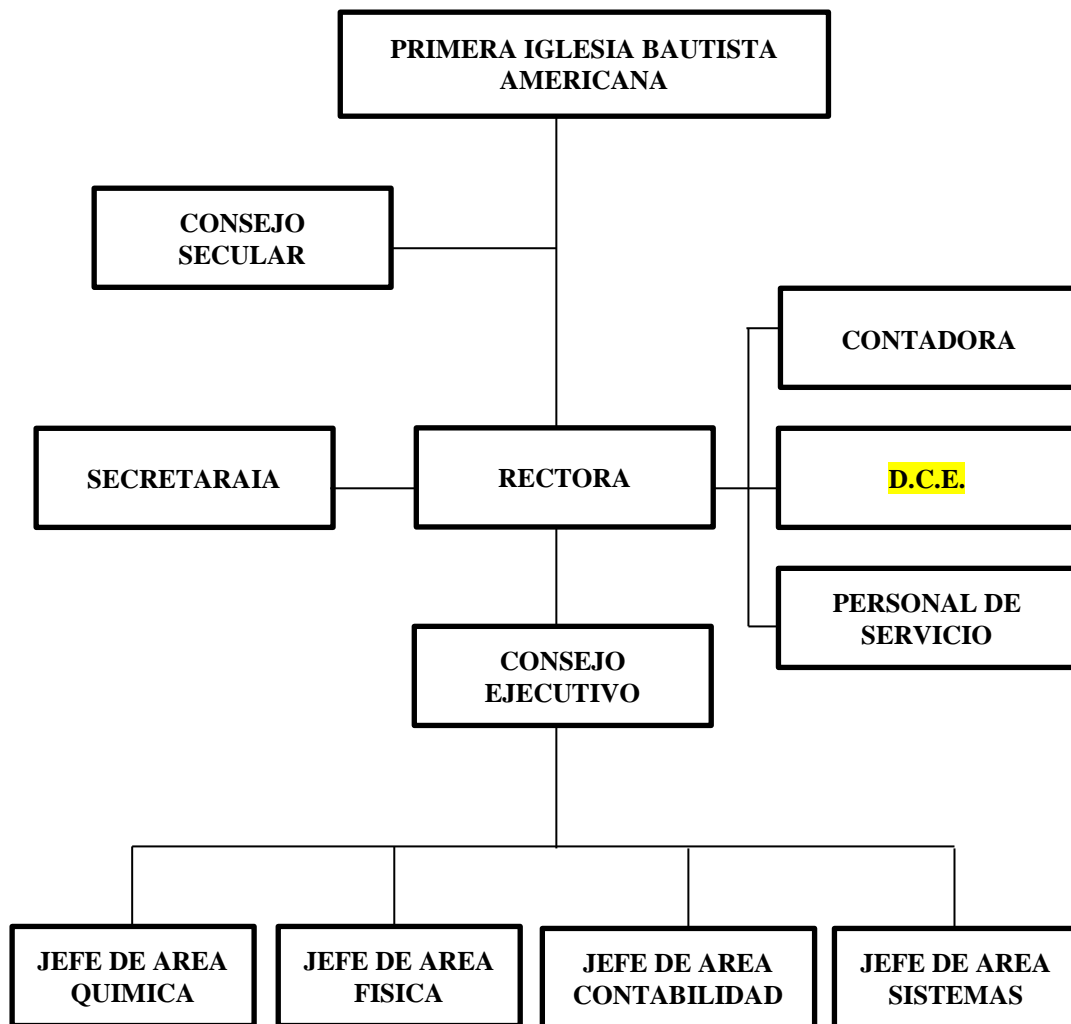 PRIMERA IGLESIA BAUTISTA
AMERICANA
CONSEJO
SECULAR
CONTADORA
SECRETARAIA
RECTORA
D.C.E.
PERSONAL DE
SERVICIO
CONSEJO
EJECUTIVO
JEFE DE AREA
QUIMICA
JEFE DE AREA
FISICA
JEFE DE AREA
CONTABILIDAD
JEFE DE AREA
SISTEMAS